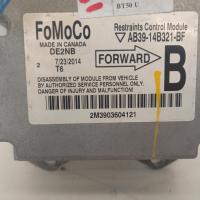 BT50 U
FoMoCo
Restraints Control Module
MADE IN CANADA
AB39-14B321-BF
DE2NB
2 7/23/2014
T6
FORWARD
B
DISASSEMBLY OF MODULE FROM VEHICLE
BY AUTHORIZED SERVICE PERSONNEL ONLY.
DANGER OF INJURY AND MALFUNCTION!
2M3903604121